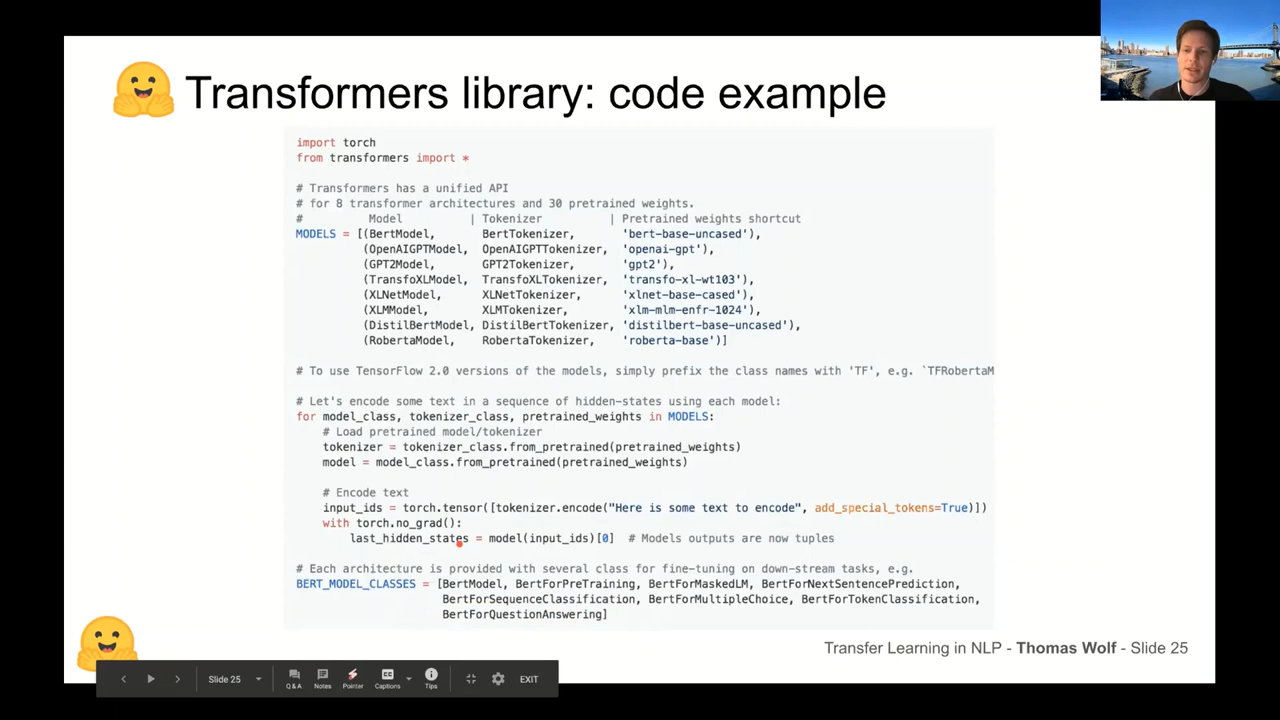 Transformers library: code example
import torch
from transformers import *
# Transformers has a unified API
# for 8 transformer architectures and 30 pretrained weights.
#          Model          | Tokenizer          | Pretrained weights shortcut
MODELS = [(BertModel,       BertTokenizer,       'bert-base-uncased'),
          (OpenAIGPTModel,  OpenAIGPTTokenizer,  'openai-gpt'),
          (GPT2Model,       GPT2Tokenizer,       'gpt2'),
          (TransfoXLModel,  TransfoXLTokenizer,  'transfo-xl-wt103'),
          (XLNetModel,      XLNetTokenizer,      'xlnet-base-cased'),
          (XLMModel,        XLMTokenizer,        'xlm-mlm-enfr-1024'),
          (DistilBertModel, DistilBertTokenizer, 'distilbert-base-uncased'),
          (RobertaModel,    RobertaTokenizer,    'roberta-base')]
# To use TensorFlow 2.0 versions of the models, simply prefix the class names with 'TF', e.g. `TFRobertaM
# Let's encode some text in a sequence of hidden-states using each model:
for model_class, tokenizer_class, pretrained_weights in MODELS:
    # Load pretrained model/tokenizer
    tokenizer = tokenizer_class.from_pretrained(pretrained_weights)
    model = model_class.from_pretrained(pretrained_weights)
    # Encode text
    input_ids = torch.tensor([tokenizer.encode("Here is some text to encode", add_special_tokens=True)])
    with torch.no_grad():
        last_hidden_states = model(input_ids)[0]  # Models outputs are now tuples
# Each architecture is provided with several class for fine-tuning on down-stream tasks, e.g.
BERT_MODEL_CLASSES = [BertModel, BertForPreTraining, BertForMaskedLM, BertForNextSentencePrediction,
                      BertForSequenceClassification, BertForMultipleChoice, BertForTokenClassification,
                      BertForQuestionAnswering]
Transfer Learning in NLP - Thomas Wolf - Slide 25
Slide 25 Q & A Notes Pointer CC Captions Tips EXIT